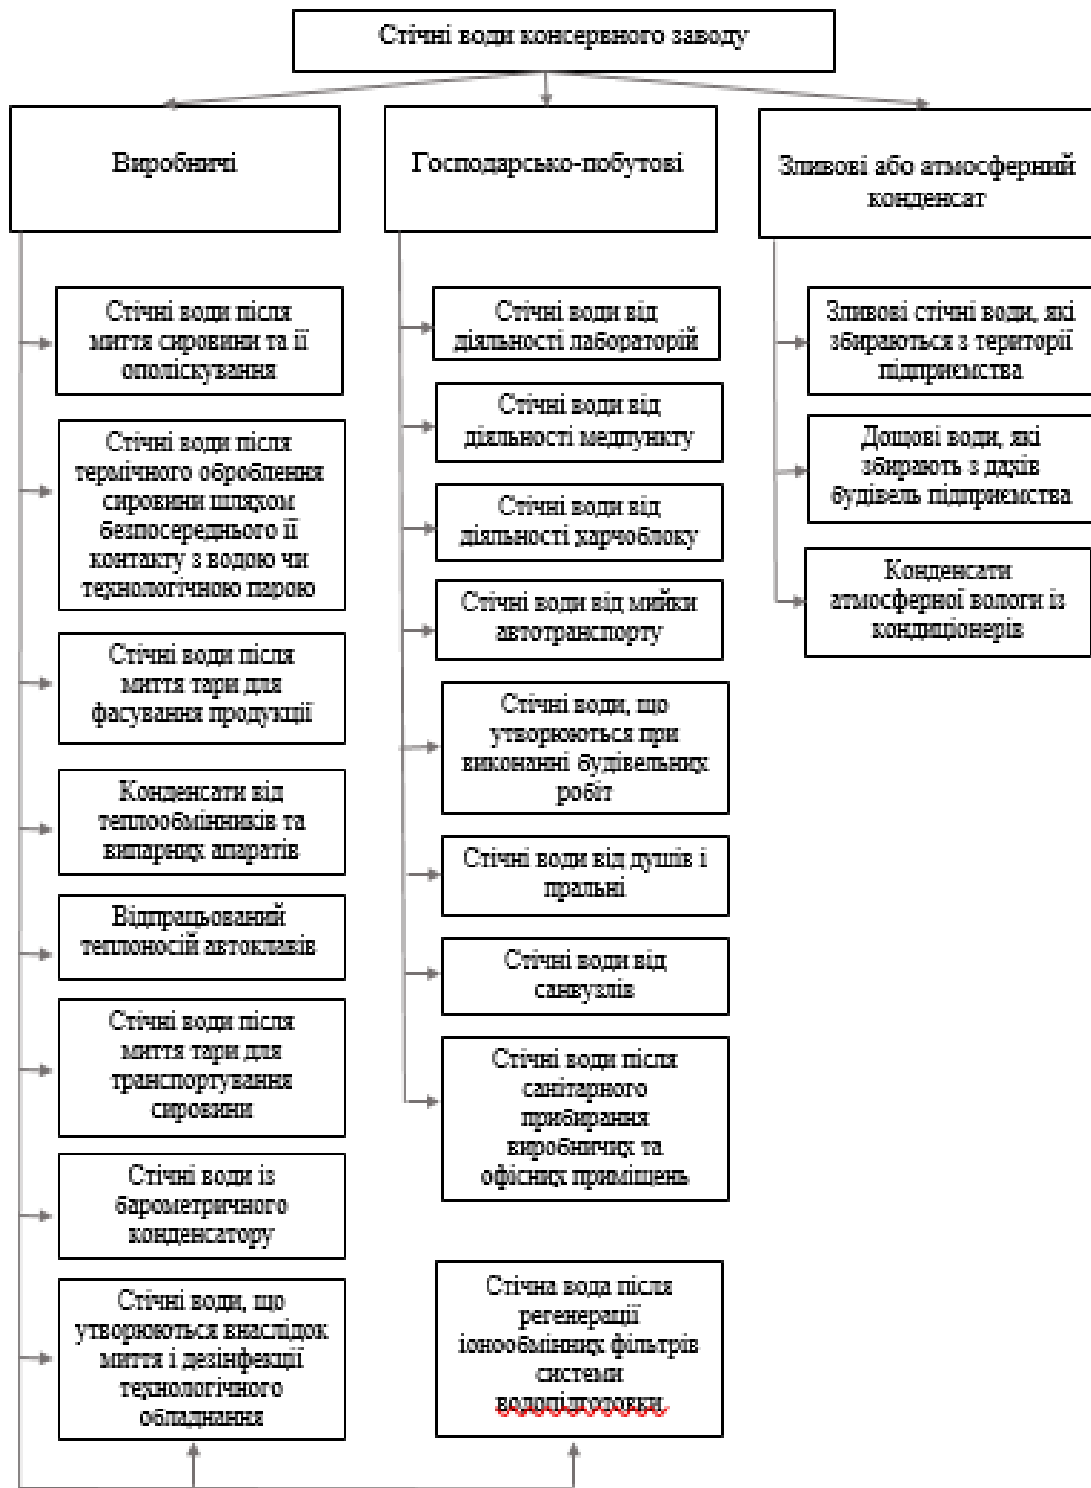 Стічні води консервного заводу
Виробничі
Господарсько-побутові
Зливові або атмосферний
конденсат
Стічні води після
миття сировини та її
ополіскування
Стічні води після
термічного оброблення
сировини шляхом
безпосереднього її
контакту з водою чи
технологічною парою
Стічні води після
миття тари для
фасування продукції
Конденсати від
теплообмінників та
випарних апаратів
Відпрацьований
теплоносій автоклавів
Стічні води після
миття тари для
транспортування
сировини
Стічні води із
барометричного
конденсатору
Стічні води, що
утворюються внаслідок
миття і дезінфекції
технологічного
обладнання
Стічні води від
діяльності лабораторій
Стічні води від
діяльності медпункту
Стічні води від
діяльності харчоблоку
Стічні води від мийки
автотранспорту
Стічні води, що
утворюються при
виконанні будівельних
робіт
Стічні води від душів і
пральні
Стічні води від
санвузлів
Стічні води після
санітарного
прибирання
виробничих та
офісних приміщень
Стічна вода після
регенерації
іонообмінних фільтрів
системи
водопідготовки
Зливові стічні води, які
збираються з території
підприємства
Дощові води, які
збирають з дахів
будівель підприємства
Конденсати
атмосферної вологи із
кондиціонерів